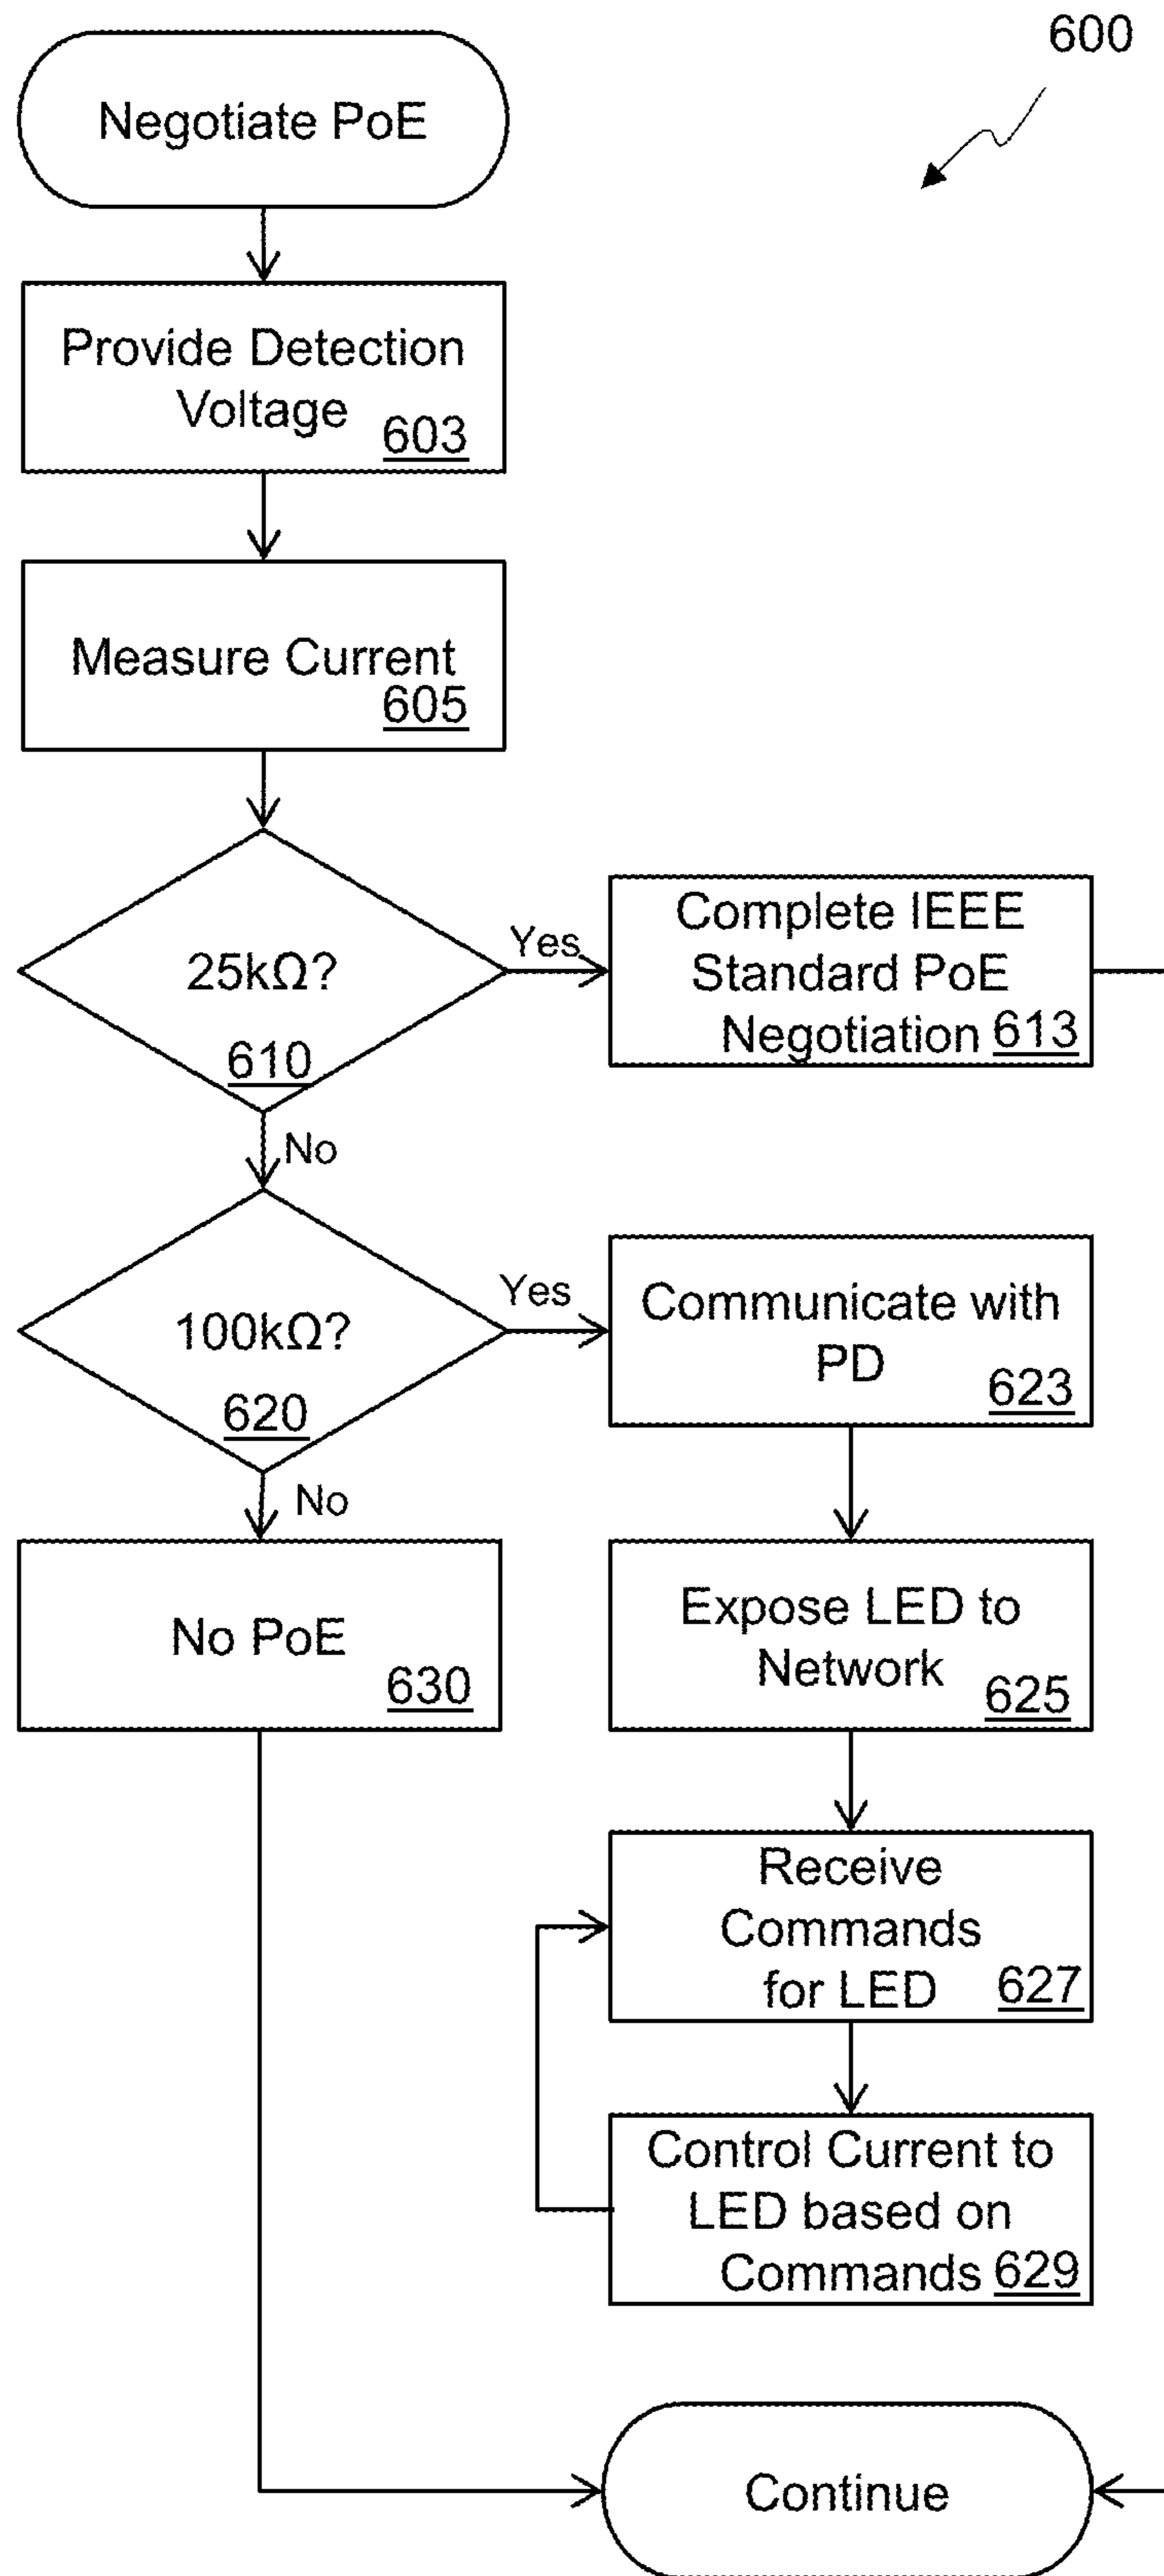 600
Negotiate PoE
Provide Detection
Voltage
603
Measure Current
605
25kΩ?
610
Yes
Complete IEEE
Standard PoE
Negotiation 613
No
100kΩ?
620
Yes
Communicate with
PD
623
No
No PoE
630
Expose LED to
Network
625
Receive
Commands
for LED 627
Control Current to
LED based on
Commands 629
Continue